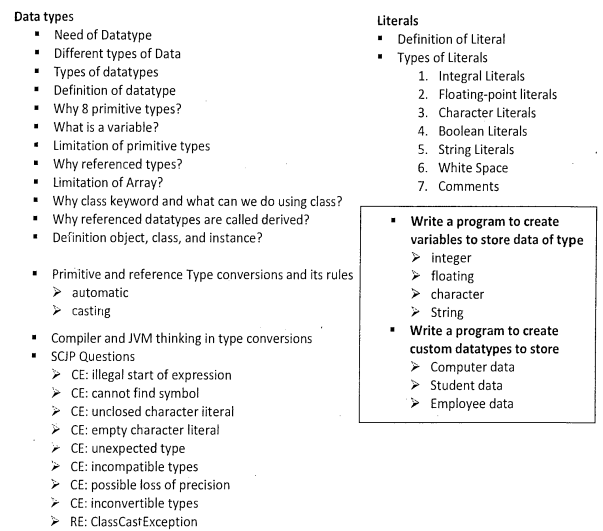 Data types
▪ Need of Datatype
▪ Different types of Data
▪ Types of datatypes
▪ Definition of datatype
▪ Why 8 primitive types?
▪ What is a variable?
▪ Limitation of primitive types
▪ Why referenced types?
▪ Limitation of Array?
▪ Why class keyword and what can we do using class?
▪ Why referenced datatypes are called derived?
▪ Definition object, class, and instance?
▪ Primitive and reference Type conversions and its rules
➢ automatic
➢ casting
▪ Compiler and JVM thinking in type conversions
▪ SCJP Questions
➢ CE: illegal start of expression
➢ CE: cannot find symbol
➢ CE: unclosed character literal
➢ CE: empty character literal
➢ CE: unexpected type
➢ CE: incompatible types
➢ CE: possible loss of precision
➢ CE: inconvertible types
➢ RE: ClassCastException
Literals
▪ Definition of Literal
▪ Types of Literals
1. Integral Literals
2. Floating-point literals
3. Character Literals
4. Boolean Literals
5. String Literals
6. White Space
7. Comments
▪ Write a program to create
variables to store data of type
➢ integer
➢ floating
➢ character
➢ String
▪ Write a program to create
custom datatypes to store
➢ Computer data
➢ Student data
➢ Employee data